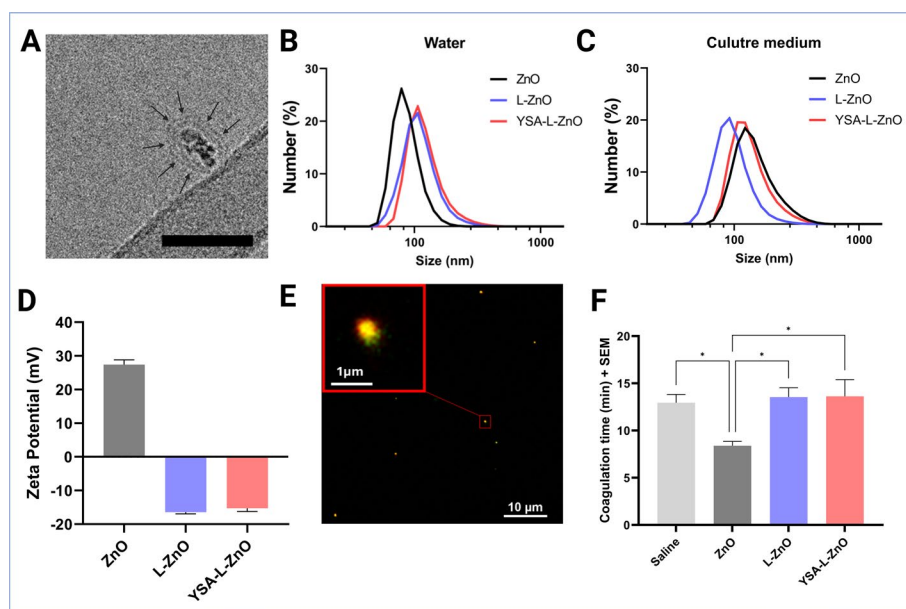 A
B
Water
Number (%)
30
20
10
0
100
1000
Size (nm)
ZnO
L-ZnO
YSA-L-ZnO
C
Culutre medium
Number (%)
30
20
10
0
100
1000
Size (nm)
ZnO
L-ZnO
YSA-L-ZnO
D
Zeta Potential (mV)
40
30
20
10
0
-10
-20
ZnO
L-ZnO
YSA-L-ZnO
E
1µm
10 µm
F
Coagulation time (min) + SEM
20
15
10
5
0
*
*
*
Saline
ZnO
L-ZnO
YSA-L-ZnO